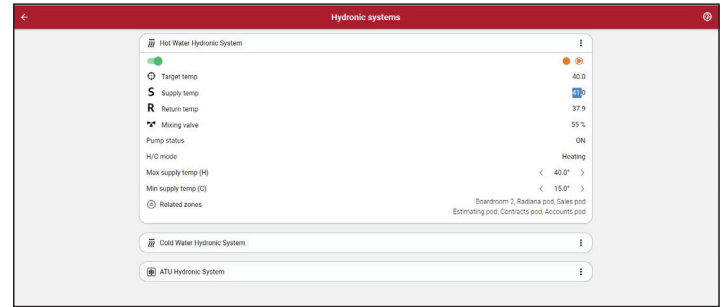 Hydronic systems
Hot Water Hydronic System
Target temp 40.0
S Supply temp 41.0
R Return temp 37.9
Mixing valve 55 %
Pump status ON
H/C mode Heating
Max supply temp (H) < 40.0° >
Min supply temp (C) < 15.0° >
Related zones Boardroom 2, Radiana pod, Sales pod
Estimating pod, Contracts pod, Accounts pod
Cold Water Hydronic System
ATU Hydronic System